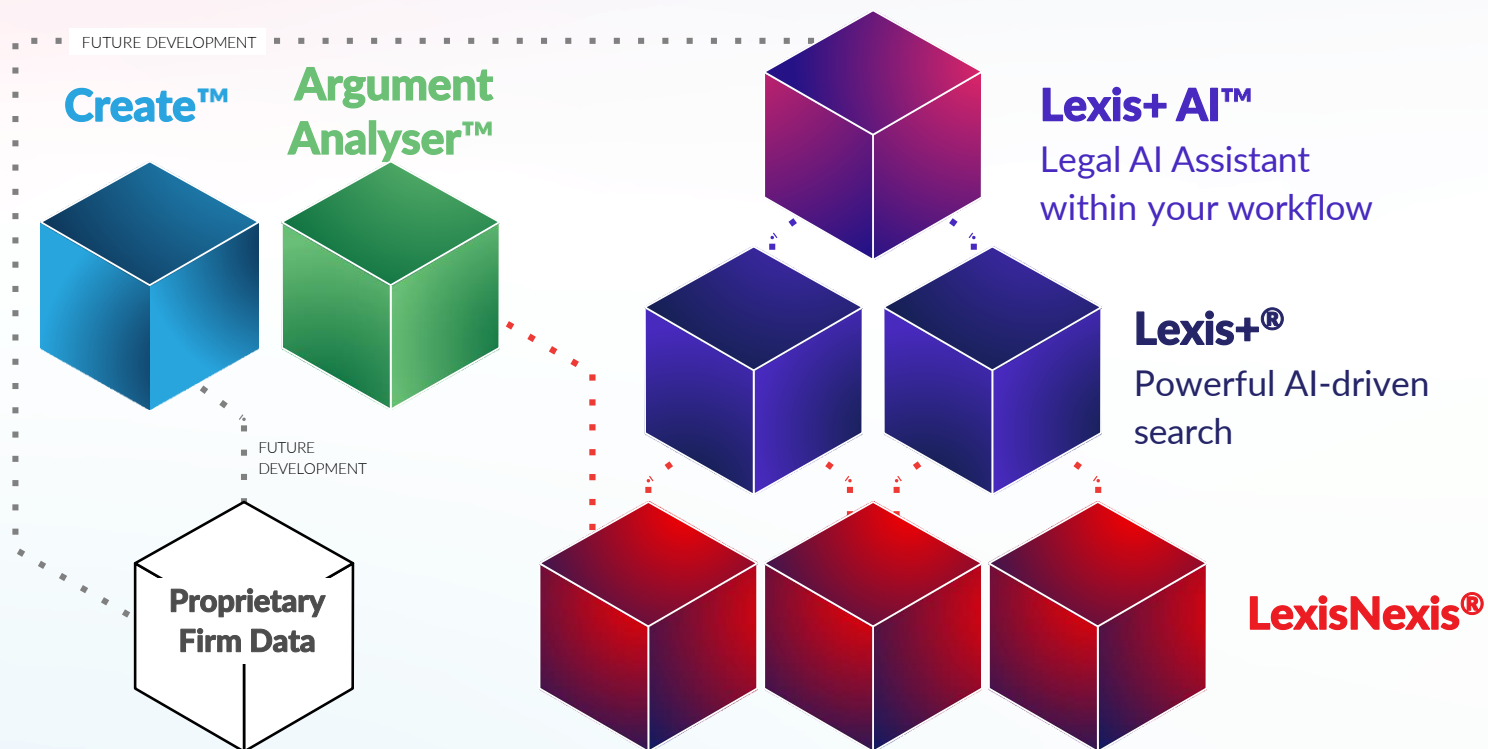 FUTURE DEVELOPMENT
Create™
Argument
Analyser™
Lexis+ AI™
Legal AI Assistant
within your workflow
Lexis+®
Powerful AI-driven
search
FUTURE
DEVELOPMENT
Proprietary
Firm Data
LexisNexis®